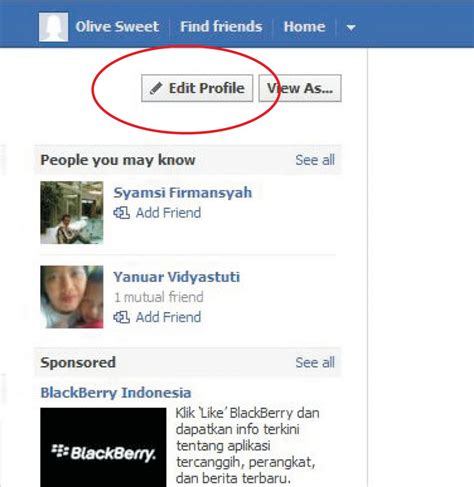 Olive Sweet Find friends Home
Edit Profile View As...
People you may know See all
Syamsi Firmansyah
Add Friend
Yanuar Vidyastuti
1 mutual friend
Add Friend
Sponsored See all
BlackBerry Indonesia
BlackBerry.
Klik 'Like' BlackBerry dan
dapatkan info terkini
tentang aplikasi
tercanggih, perangkat,
dan berita terbaru.